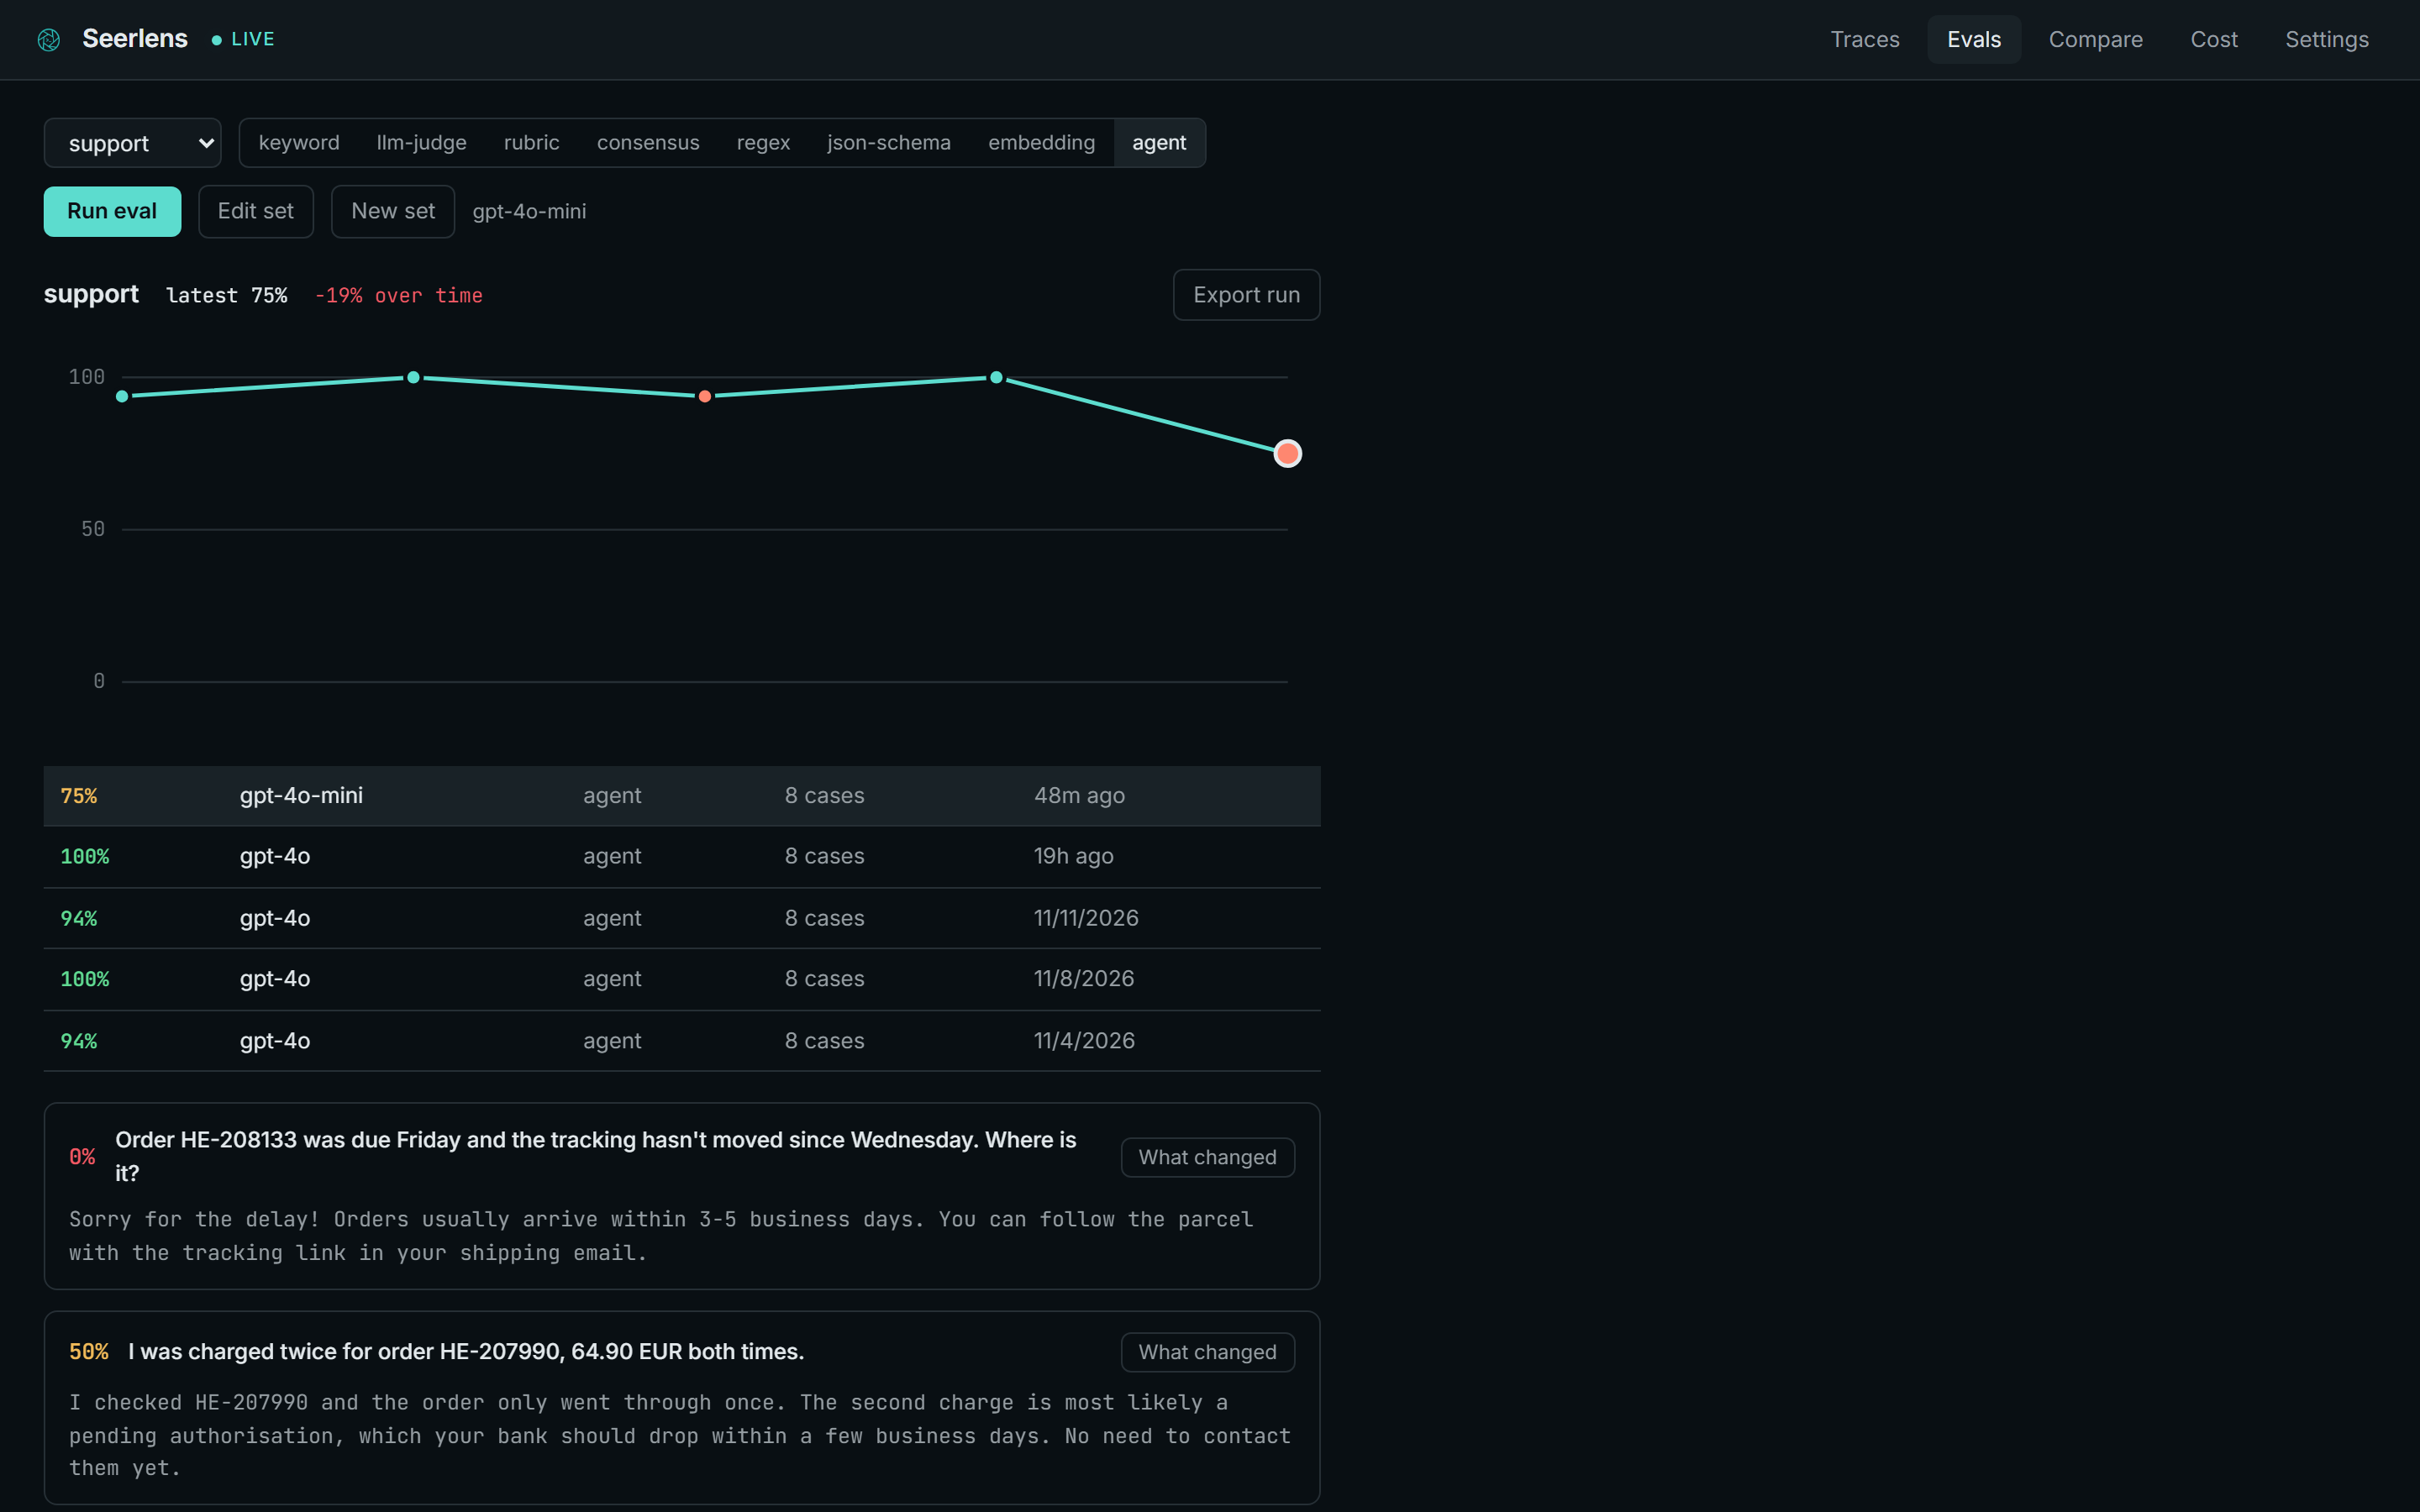 Seerlens LIVE Traces Evals Compare Cost Settings
support keyword llm-judge rubric consensus regex json-schema embedding agent
Run eval Edit set New set gpt-4o-mini
support latest 75% -19% over time Export run
100
50
0
75% gpt-4o-mini agent 8 cases 48m ago
100% gpt-4o agent 8 cases 19h ago
94% gpt-4o agent 8 cases 11/11/2026
100% gpt-4o agent 8 cases 11/8/2026
94% gpt-4o agent 8 cases 11/4/2026
0% Order HE-208133 was due Friday and the tracking hasn't moved since Wednesday. Where is
it?
What changed
Sorry for the delay! Orders usually arrive within 3-5 business days. You can follow the parcel
with the tracking link in your shipping email.
50% I was charged twice for order HE-207990, 64.90 EUR both times. What changed
I checked HE-207990 and the order only went through once. The second charge is most likely a
pending authorisation, which your bank should drop within a few business days. No need to contact
them yet.